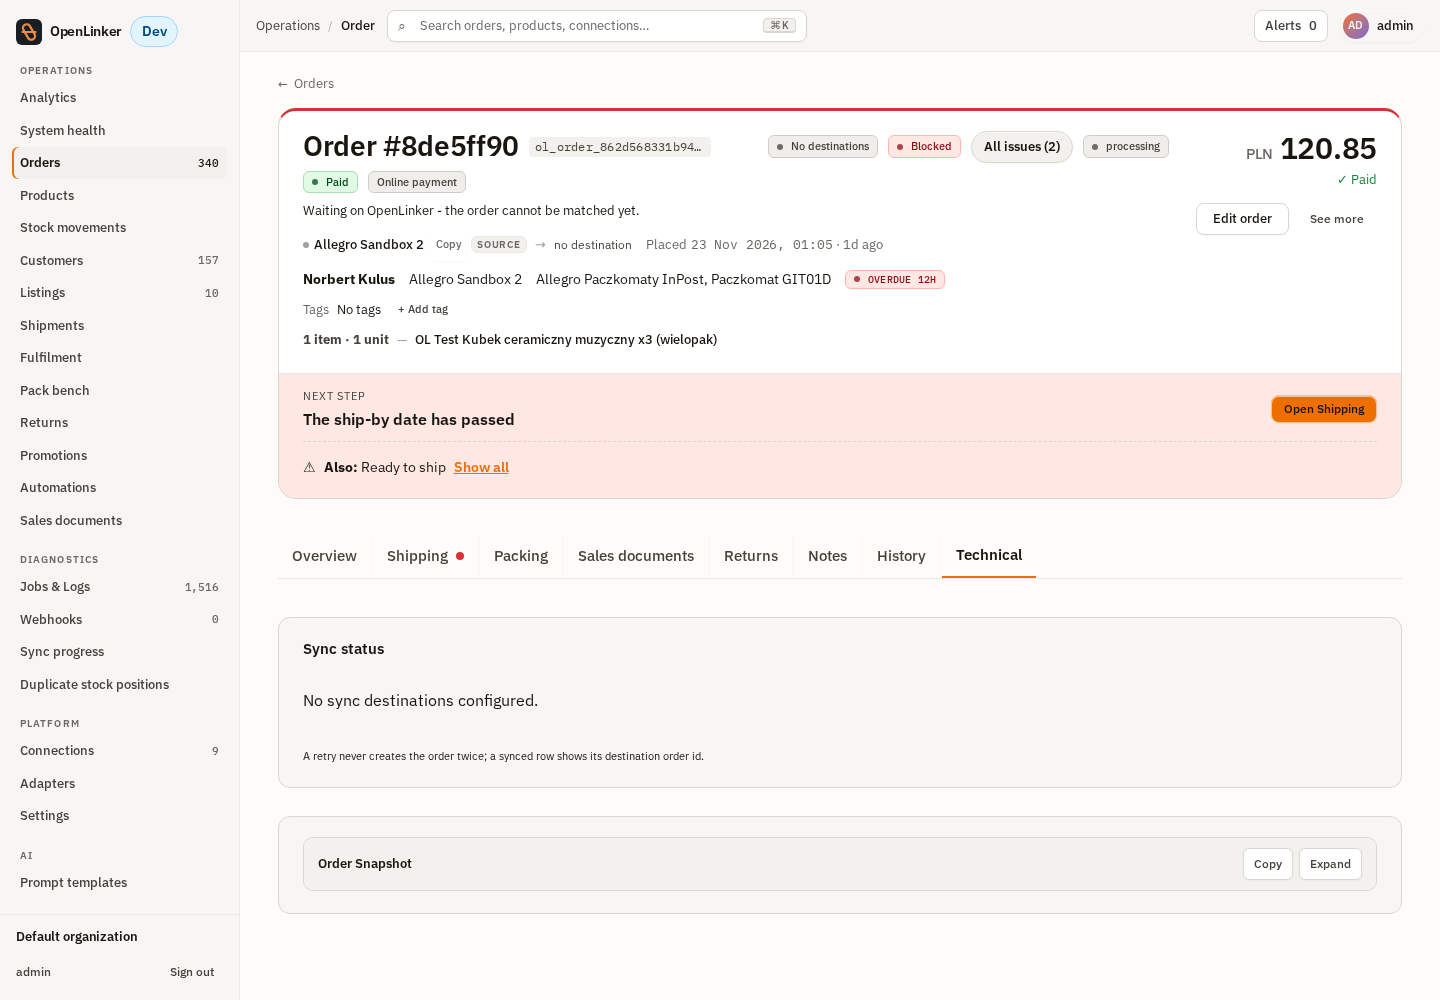 OpenLinker Dev
OPERATIONS
Analytics
System health
Orders 340
Products
Stock movements
Customers 157
Listings 10
Shipments
Fulfilment
Pack bench
Returns
Promotions
Automations
Sales documents
DIAGNOSTICS
Jobs & Logs 1,516
Webhooks 0
Sync progress
Duplicate stock positions
PLATFORM
Connections 9
Adapters
Settings
AI
Prompt templates
Default organization
admin Sign out
Operations / Order Search orders, products, connections... ⌘K Alerts 0 AD admin
← Orders
Order #8de5ff90 ol_order_862d568331b94… No destinations Blocked All issues (2) processing PLN 120.85
Paid Online payment ✓ Paid
Waiting on OpenLinker - the order cannot be matched yet. Edit order See more
Allegro Sandbox 2 Copy SOURCE → no destination Placed 23 Nov 2026, 01:05 · 1d ago
Norbert Kulus Allegro Sandbox 2 Allegro Paczkomaty InPost, Paczkomat GIT01D OVERDUE 12H
Tags No tags + Add tag
1 item · 1 unit — OL Test Kubek ceramiczny muzyczny x3 (wielopak)
NEXT STEP
The ship-by date has passed Open Shipping
⚠ Also: Ready to ship Show all
Overview Shipping Packing Sales documents Returns Notes History Technical
Sync status
No sync destinations configured.
A retry never creates the order twice; a synced row shows its destination order id.
Order Snapshot Copy Expand